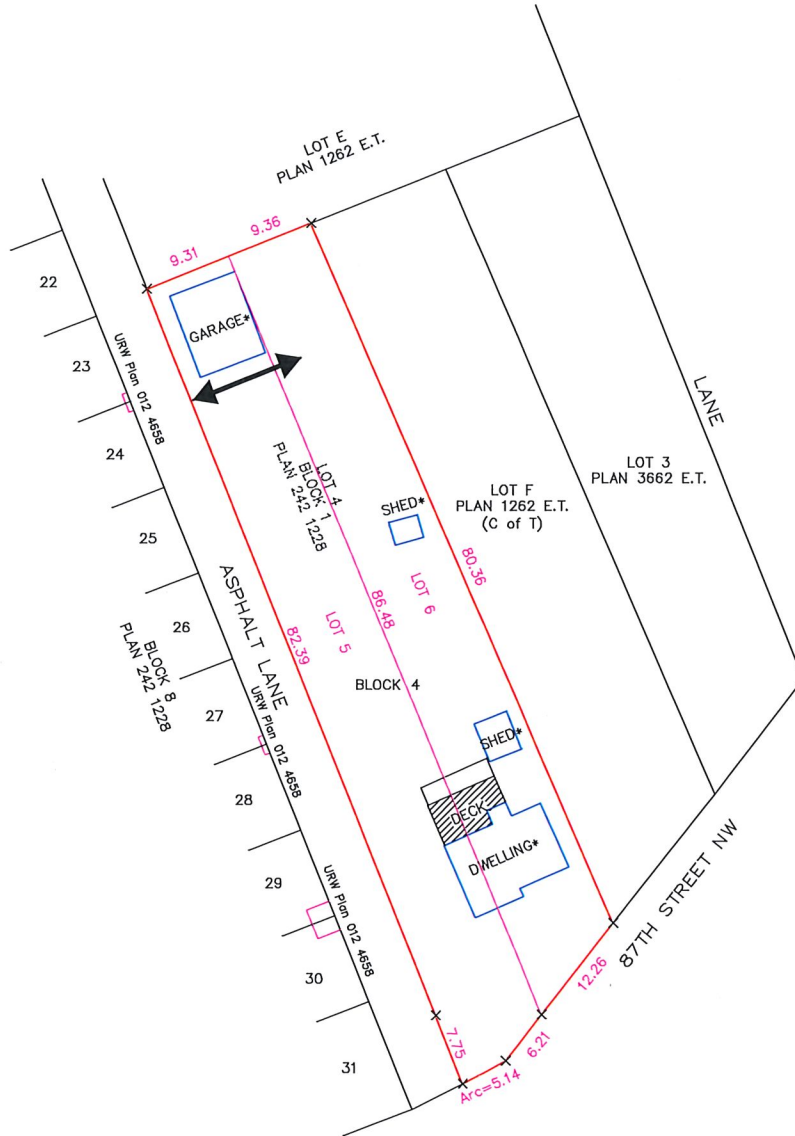 LOT E
PLAN 1262 E.T.
9.31
9.36
22
GARAGE*
23
URW Plan 012 4658
24
LANE
LOT 4
BLOCK 1
PLAN 242 1228
LOT 3
PLAN 3662 E.T.
LOT F
PLAN 1262 E.T.
(C of T)
SHED*
25
80.36
ASPHALT LANE
86.48
LOT 6
LOT 5
26
82.39
BLOCK 8
PLAN 242 1228
BLOCK 4
27
URW Plan 012 4658
SHED*
28
DECK
DWELLING*
29
URW Plan 012 4658
87TH STREET NW
30
12.26
7.75
6.21
31
Arc=5.14